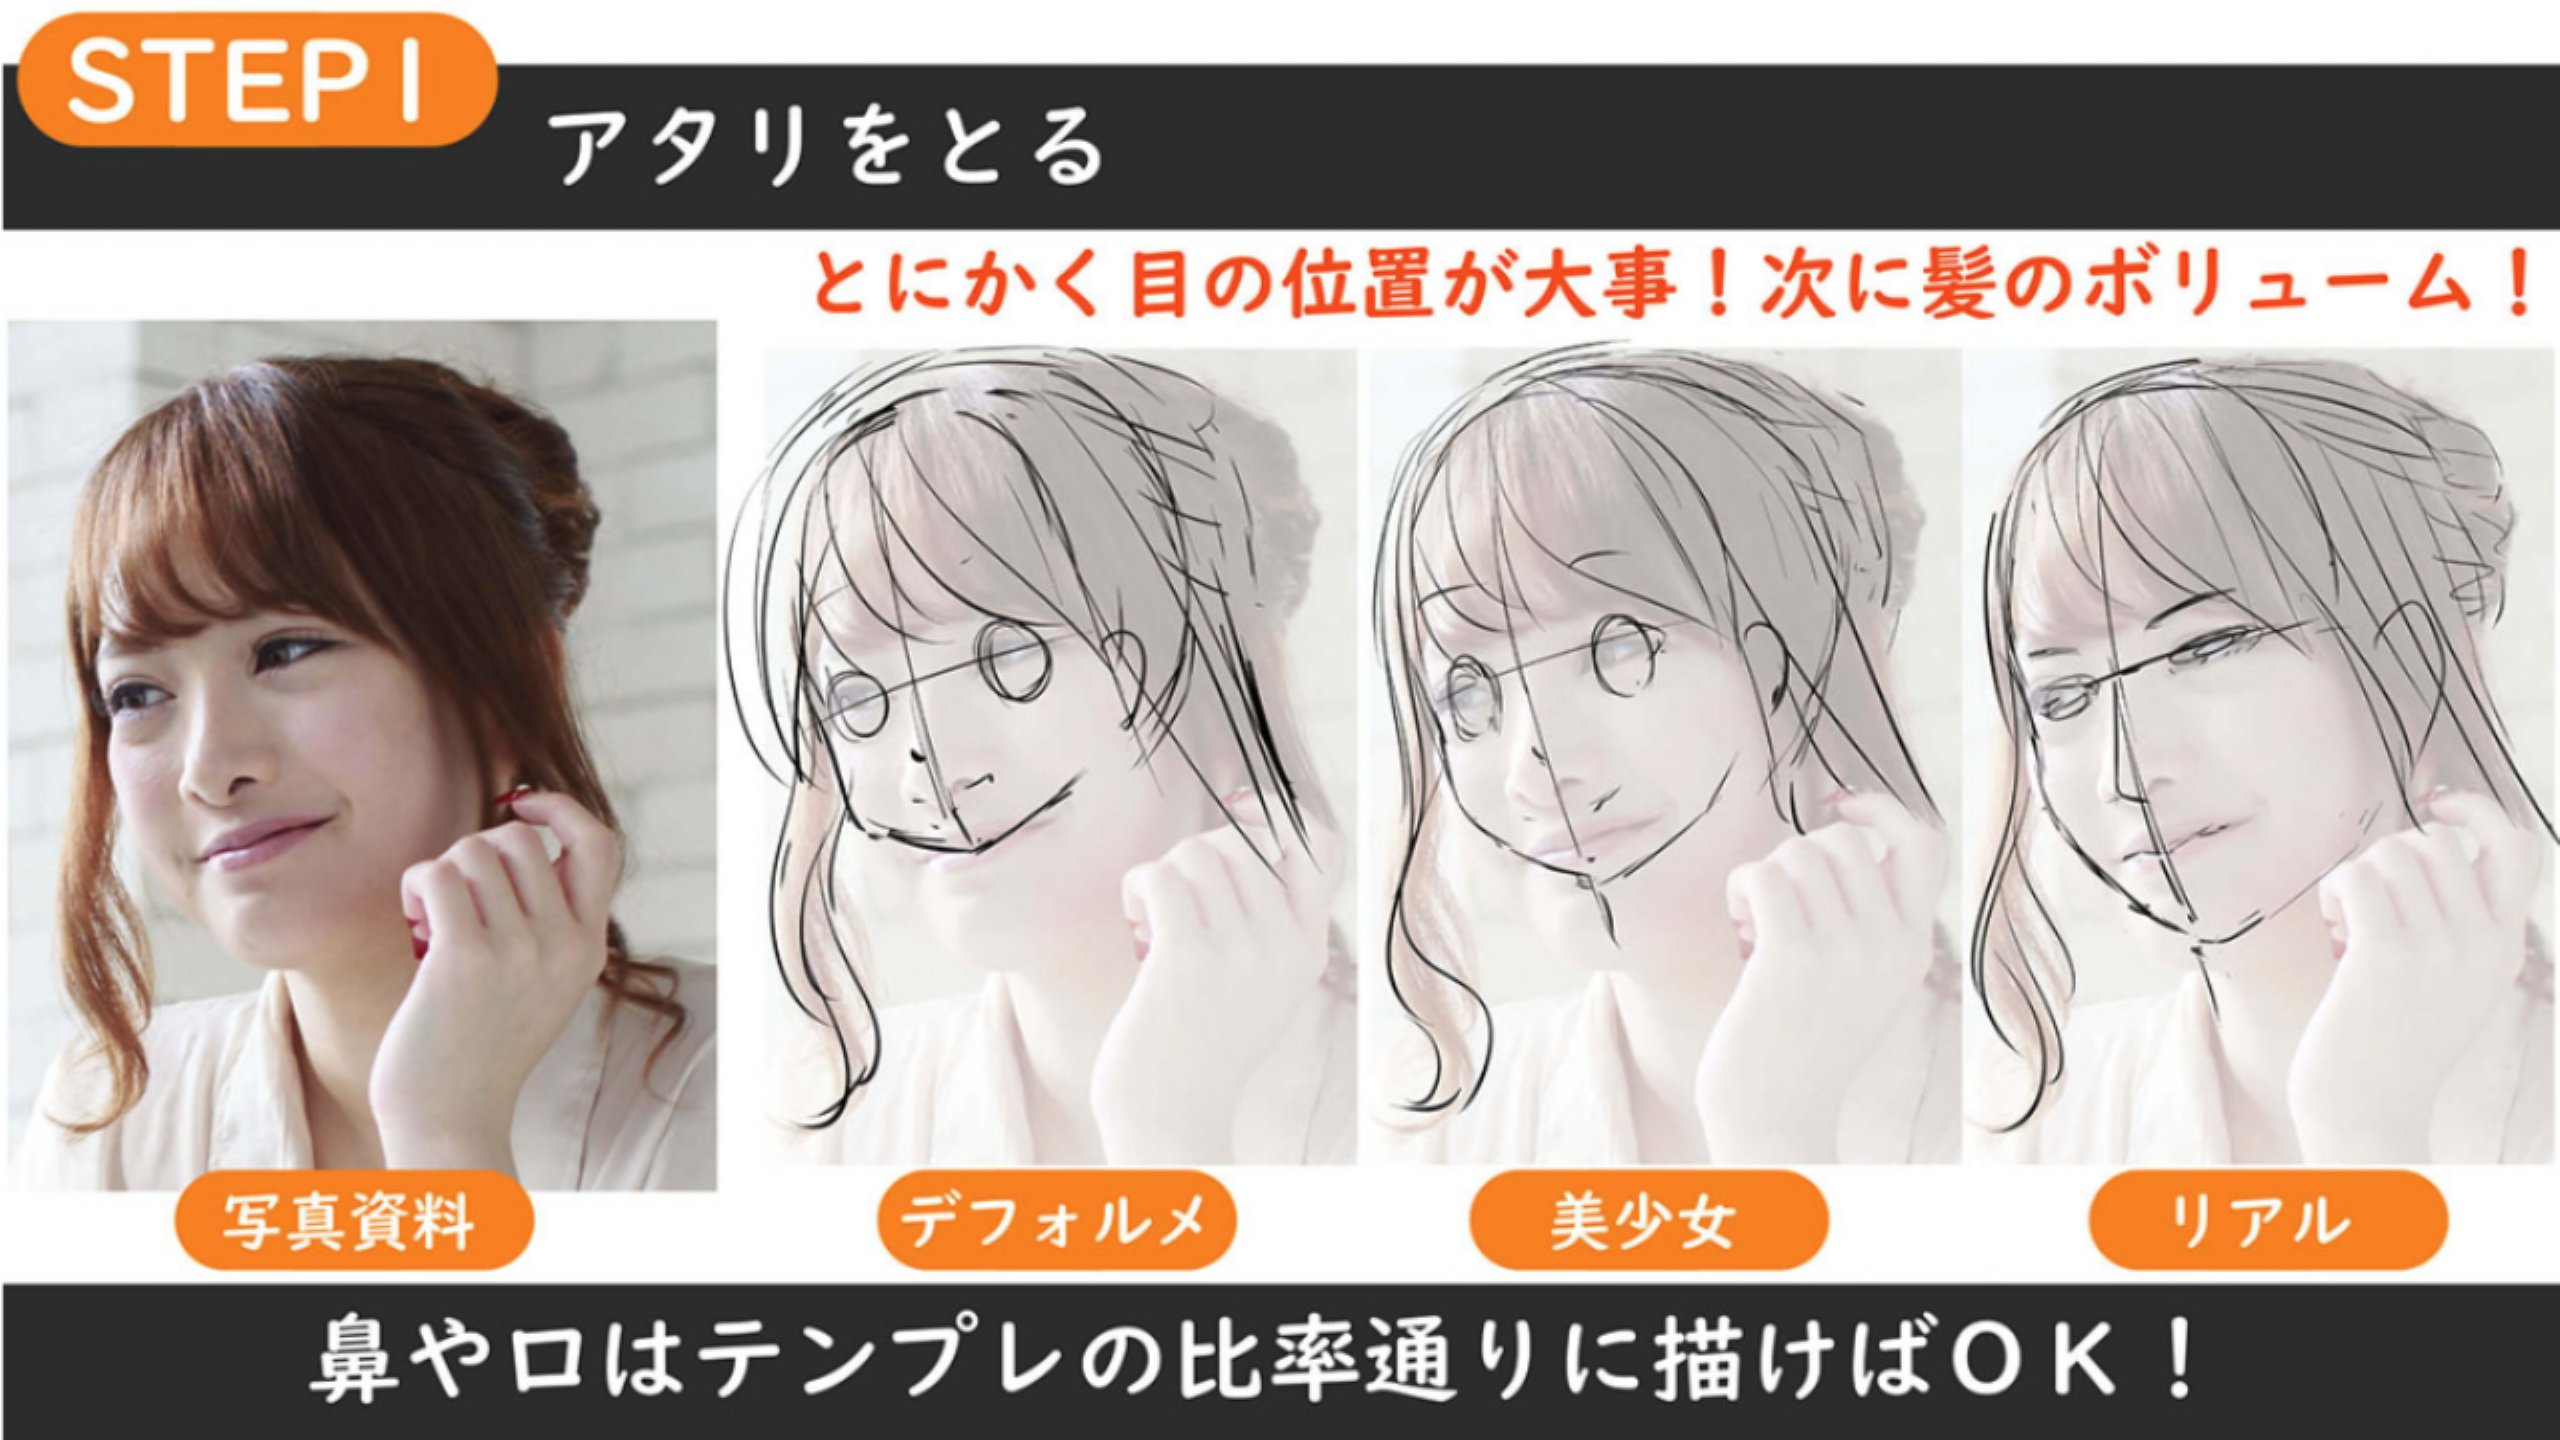 STEP1
アタリをとる
とにかく目の位置が大事！次に髪のボリューム！
写真資料
デフォルメ
美少女
リアル
鼻や口はテンプレの比率通りに描けばＯＫ！